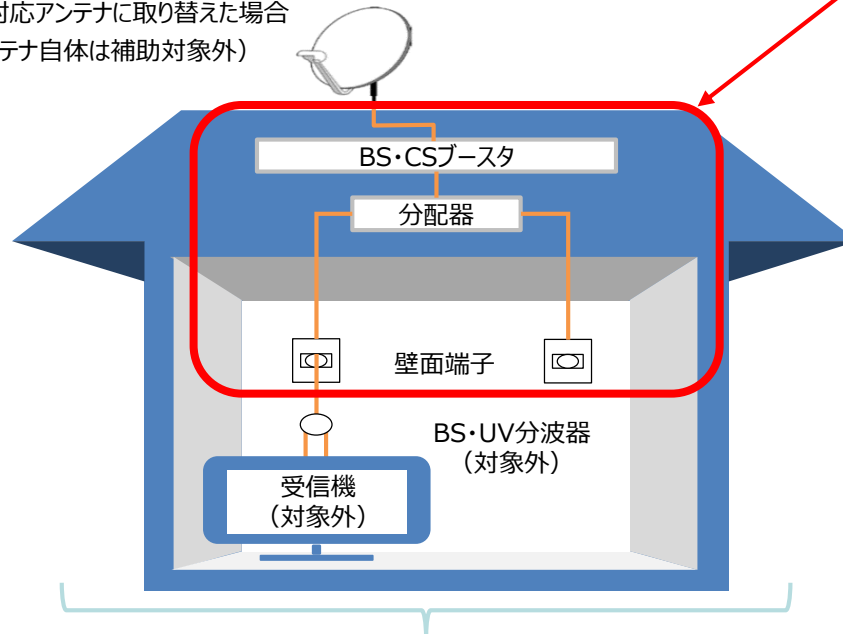 対応アンテナに取り替えた場合
テナ自体は補助対象外）
BS・CSブースタ
分配器
壁面端子
BS・UV分波器
（対象外）
受信機
（対象外）